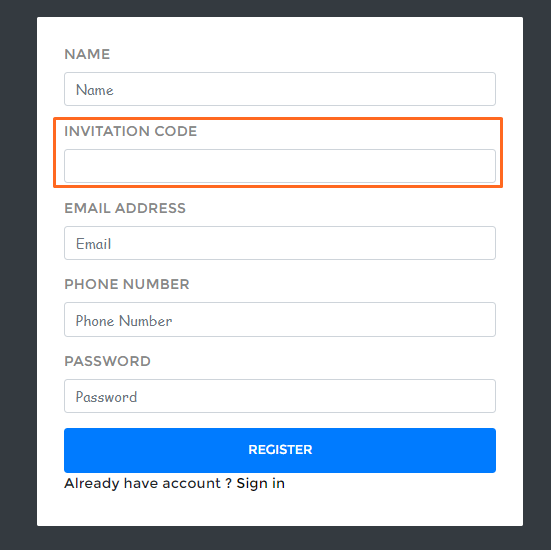 NAME
Name
INVITATION CODE
EMAIL ADDRESS
Email
PHONE NUMBER
Phone Number
PASSWORD
Password
REGISTER
Already have account ? Sign in